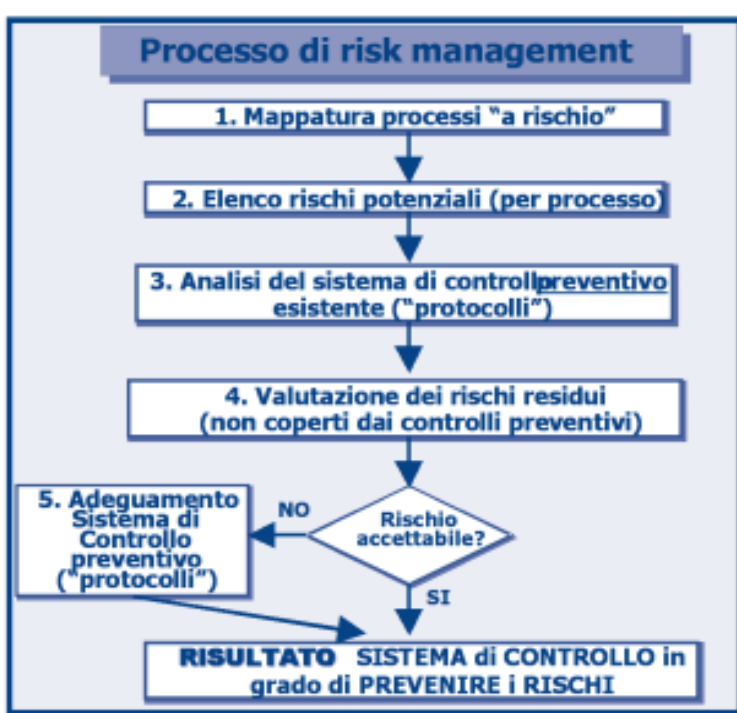 Processo di risk management
1. Mappatura processi “a rischio”
2. Elenco rischi potenziali (per processo)
3. Analisi del sistema di controllo preventivo
esistente (“protocolli”)
4. Valutazione dei rischi residui
(non coperti dai controlli preventivi)
Rischio
accettabile?
NO
5. Adeguamento
Sistema di
Controllo
preventivo
(“protocolli”)
SI
RISULTATO SISTEMA di CONTROLLO in
grado di PREVENIRE i RISCHI